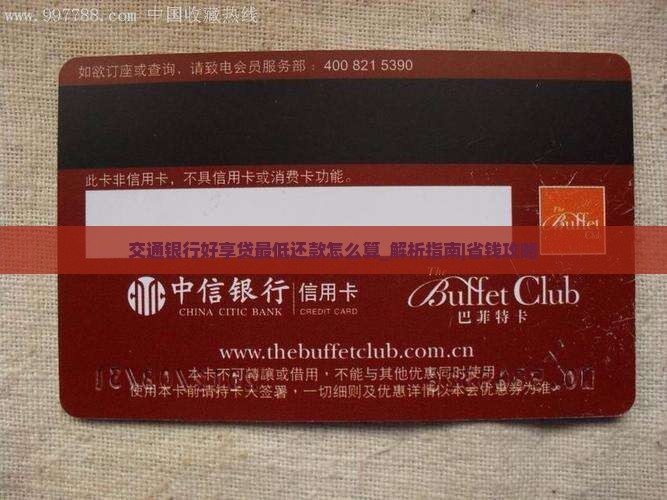 www.997788.com 中国收藏热线
如欲订座或查询，请致电会员服务部：400 821 5390
此卡非信用卡，不具信用卡或消费卡功能。
The
Buffet
交通银行好享贷最低还款怎么算_解析指南|省钱攻略
中信银行 信用卡
CHINA CITIC BANK CREDIT CARD
The
Buffet Club
巴菲特卡
www.thebuffetclub.com.cn
本卡不可转让或借用，不能与其他优惠同时使用。
使用本卡前请持卡人签署，一切细则及优惠详情以本会优惠券为准。